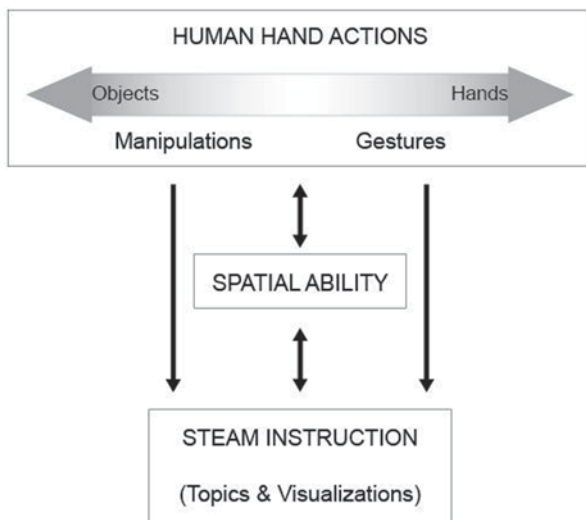 HUMAN HAND ACTIONS
Objects Hands
Manipulations Gestures
SPATIAL ABILITY
STEAM INSTRUCTION
(Topics & Visualizations)